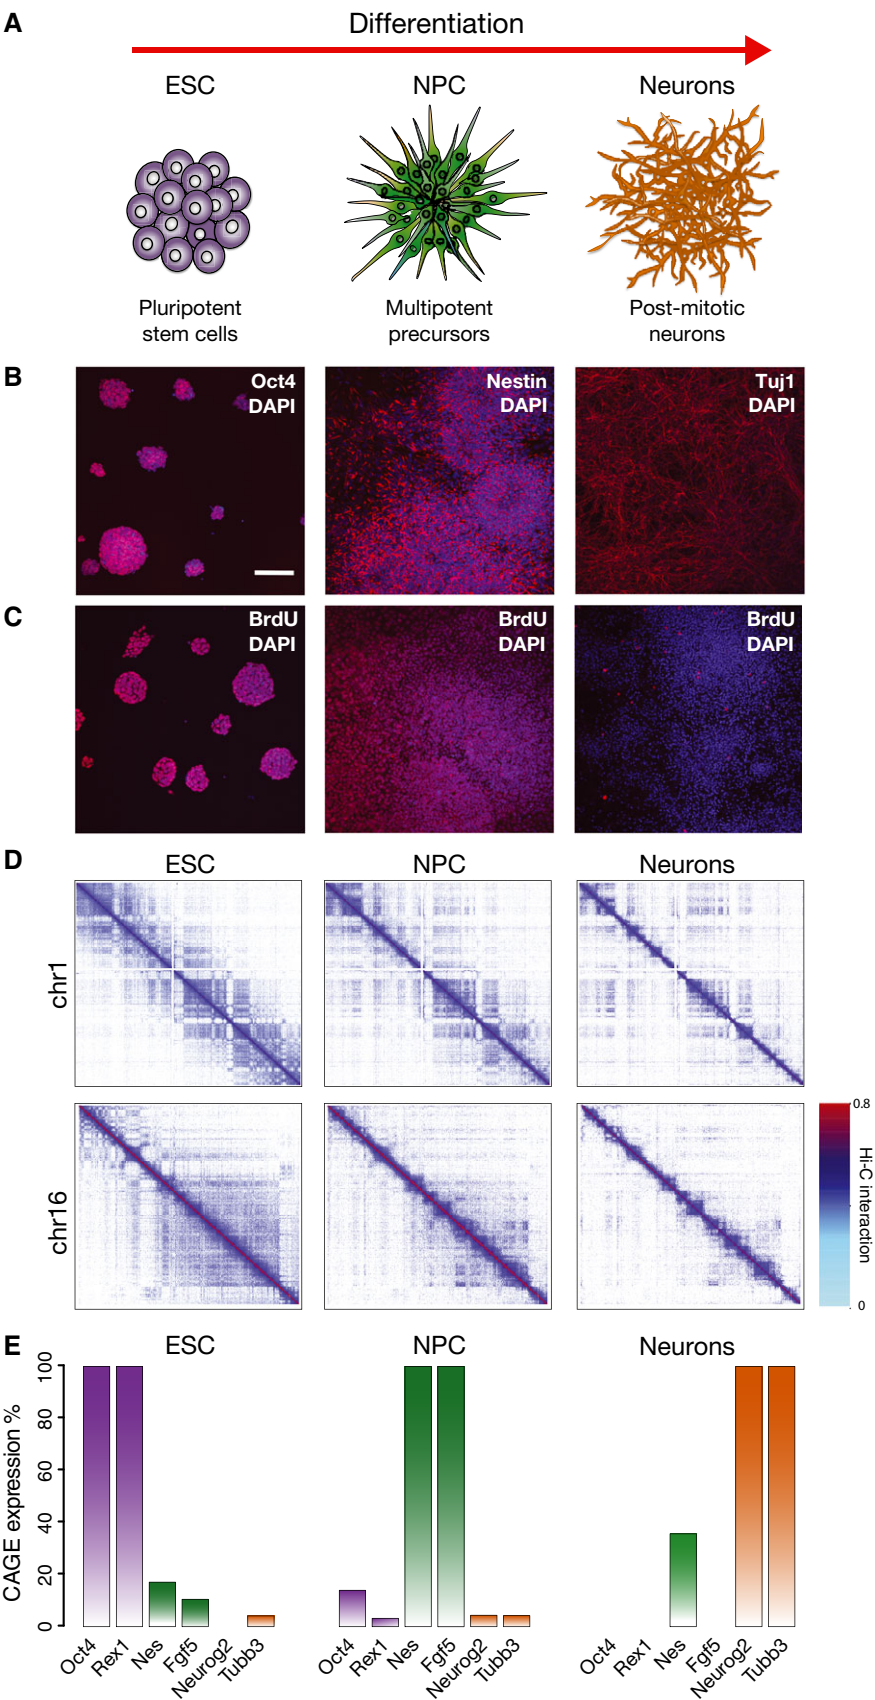 A
Differentiation
ESC
NPC
Neurons
Pluripotent
stem cells
Multipotent
precursors
Post-mitotic
neurons
B
Oct4
DAPI
Nestin
DAPI
Tuj1
DAPI
C
BrdU
DAPI
BrdU
DAPI
BrdU
DAPI
D
ESC
NPC
Neurons
chr1
chr16
0.8
Hi-C interaction
0
E
ESC
NPC
Neurons
CAGE expression %
100
80
60
40
20
0
Oct4
Rex1
Nes
Fgf5
Neurog2
Tubb3
Oct4
Rex1
Nes
Fgf5
Neurog2
Tubb3
Oct4
Rex1
Nes
Fgf5
Neurog2
Tubb3